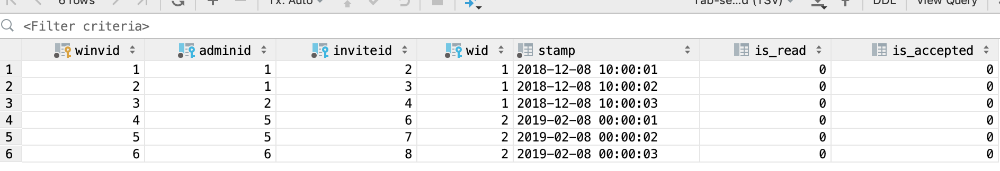 6 rows Tx: Auto Tab-se...d (TSV) DDL View Query
<Filter criteria>
winvid adminid inviteid wid stamp is_read is_accepted
1 1 1 2 1 2018-12-08 10:00:01 0 0
2 2 1 3 1 2018-12-08 10:00:02 0 0
3 3 2 4 1 2018-12-08 10:00:03 0 0
4 4 5 6 2 2019-02-08 00:00:01 0 0
5 5 5 7 2 2019-02-08 00:00:02 0 0
6 6 6 8 2 2019-02-08 00:00:03 0 0